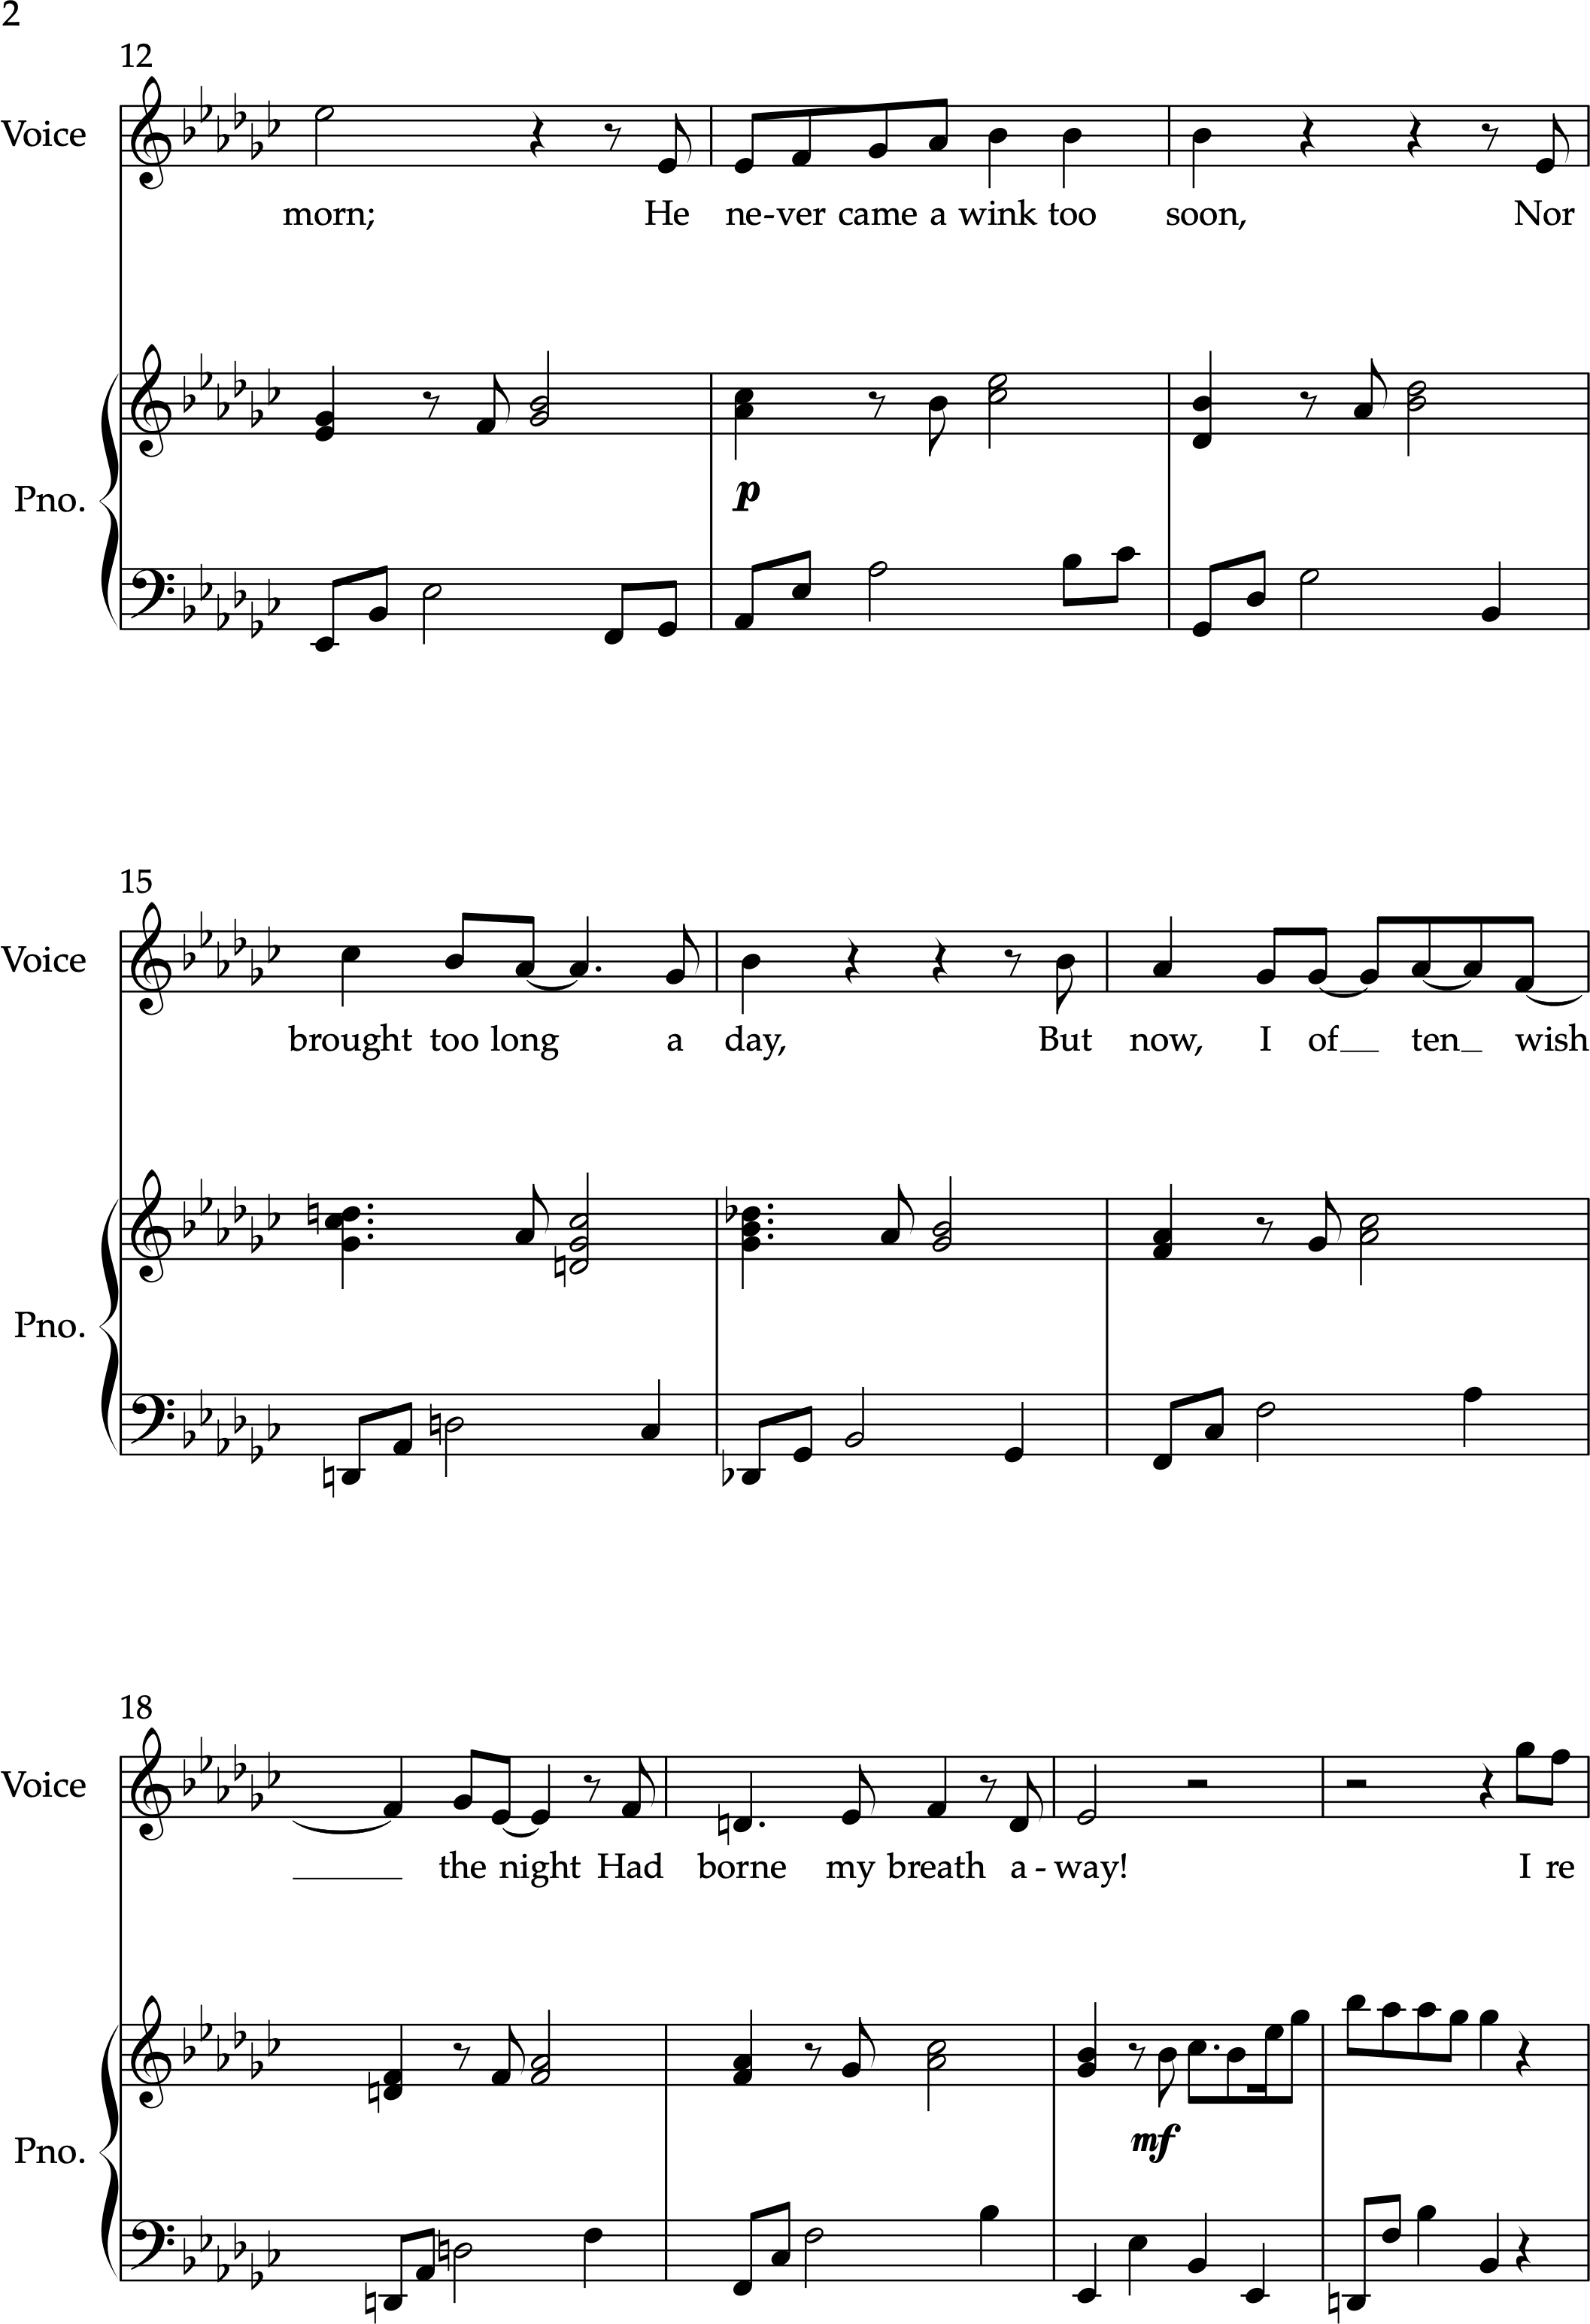 2
12
Voice
morn; He ne-ver came a wink too soon, Nor
p
Pno.
15
Voice
brought too long a day, But now, I of__ ten_ wish
Pno.
18
Voice
____ the night Had borne my breath a - way! I re
mf
Pno.